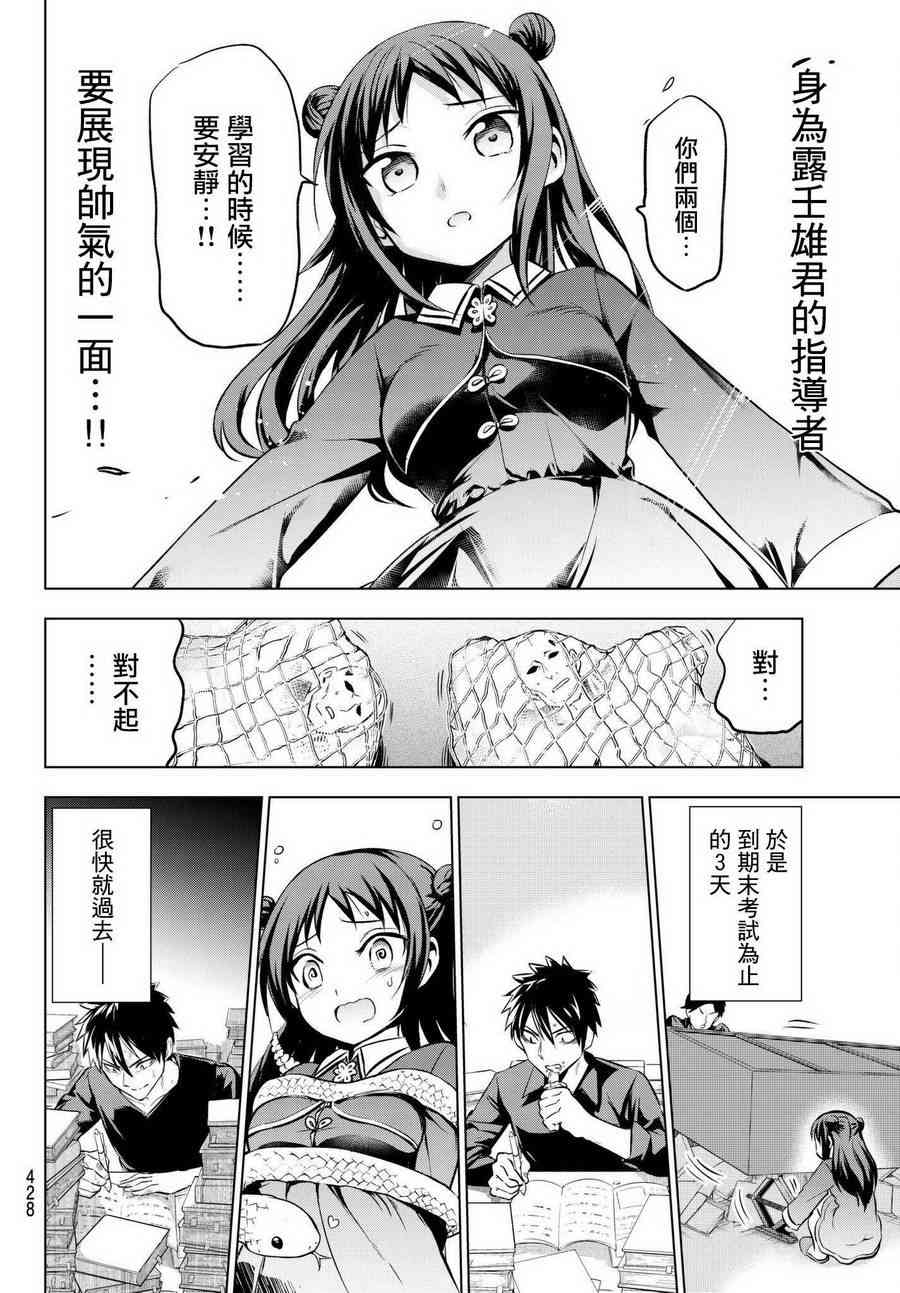 身為露壬雄君的指導者
你們兩個…
學習的時候……
要安靜…!!
要展現帥氣的一面…!!
對…
對不起
……
於是
到期末考試為止
的3天
很快就過去——
428